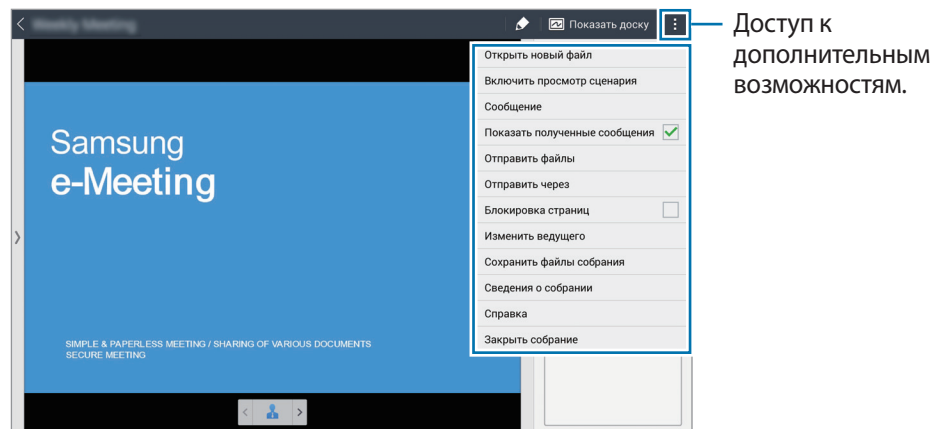 Показать доску
Доступ к
дополнительным
возможностям.
Открыть новый файл
Включить просмотр сценария
Сообщение
Показать полученные сообщения
Отправить файлы
Отправить через
Блокировка страниц
Изменить ведущего
Сохранить файлы собрания
Сведения о собрании
Справка
Закрыть собрание
Samsung
e-Meeting
SIMPLE & PAPERLESS MEETING / SHARING OF VARIOUS DOCUMENTS
SECURE MEETING